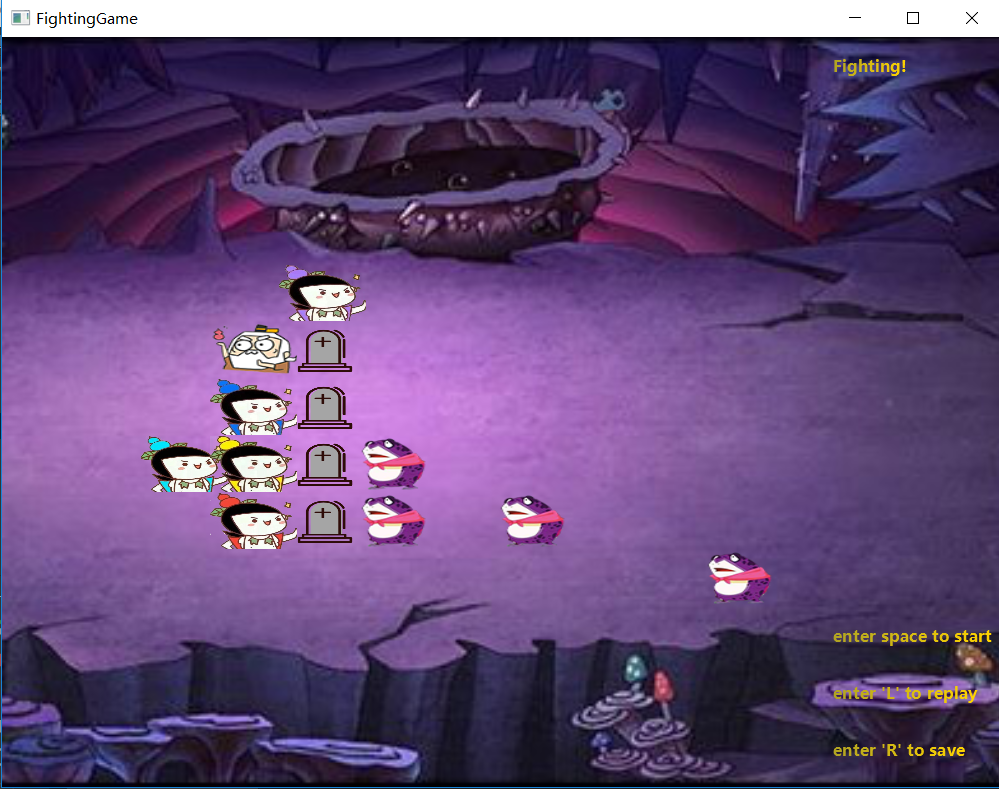 FightingGame
Fighting!
enter space to start
enter 'L' to replay
enter 'R' to save